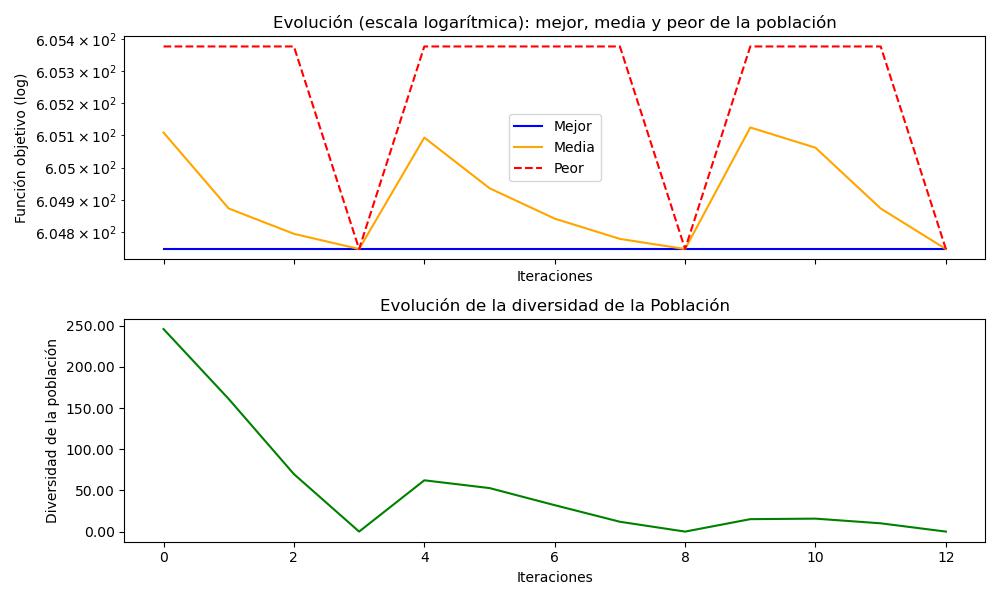 Evolución (escala logarítmica): mejor, media y peor de la población
6.054 × 10²
6.053 × 10²
6.052 × 10²
6.051 × 10²
6.05 × 10²
6.049 × 10²
6.048 × 10²
Función objetivo (log)
Mejor
Media
Peor
Iteraciones
Evolución de la diversidad de la Población
250.00
200.00
150.00
100.00
50.00
0.00
Diversidad de la población
0 2 4 6 8 10 12
Iteraciones